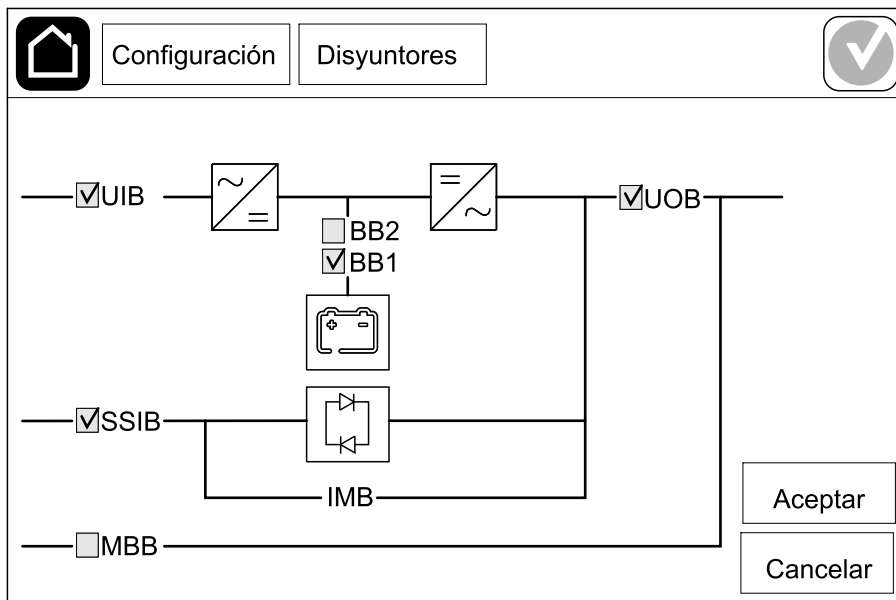 Configuración
Disyuntores
UIB
UOB
BB2
BB1
SSIB
IMB
MBB
Aceptar
Cancelar